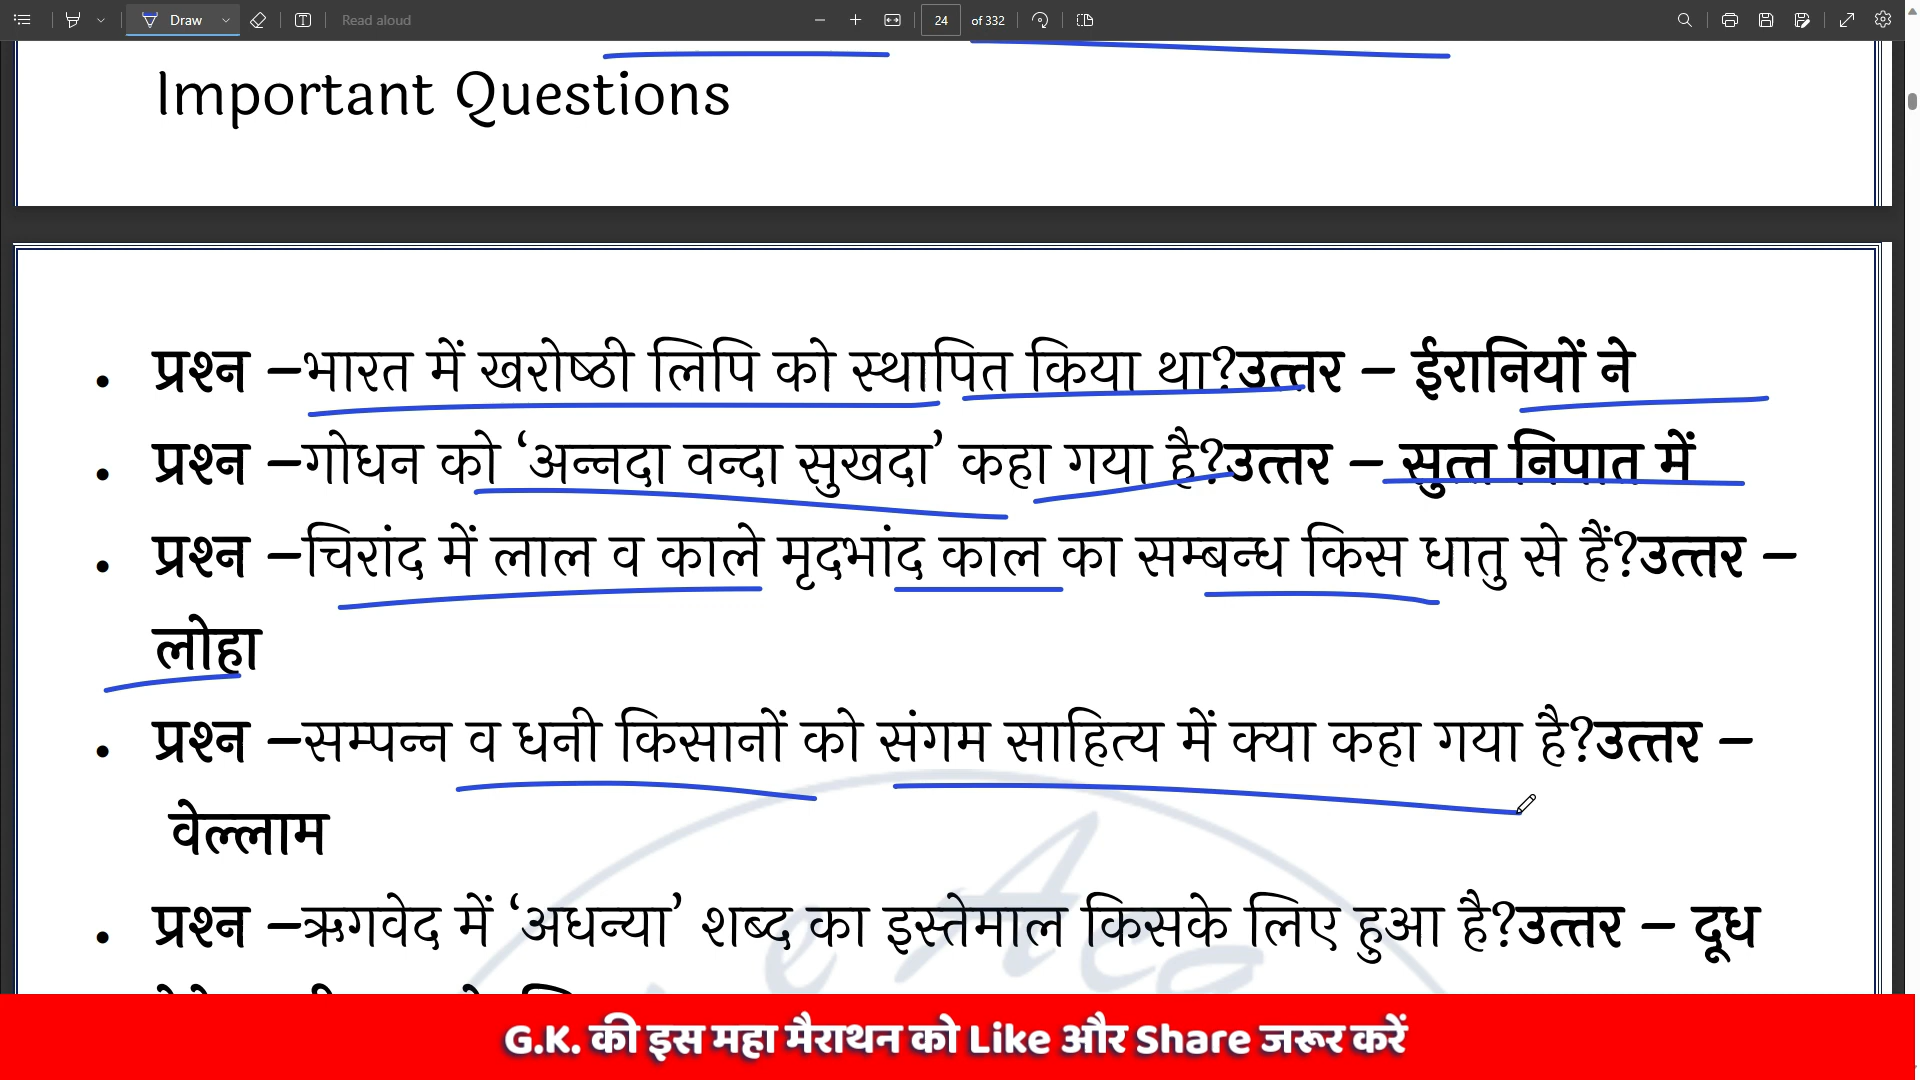 Draw
Read aloud
24 of 332
Important Questions
• प्रश्न –भारत में खरोष्ठी लिपि को स्थापित किया था?उत्तर – ईरानियों ने
• प्रश्न –गोधन को ‘अन्नदा वन्दा सुखदा’ कहा गया है?उत्तर – सुत्त निपात में
• प्रश्न –चिरांद में लाल व काले मृदभांद काल का सम्बन्ध किस धातु से हैं?उत्तर –
लोहा
• प्रश्न –सम्पन्न व धनी किसानों को संगम साहित्य में क्या कहा गया है?उत्तर –
वेल्लाम
• प्रश्न –ऋगवेद में ‘अधन्या’ शब्द का इस्तेमाल किसके लिए हुआ है?उत्तर – दूध
G.K. की इस महा मैराथन को Like और Share जरूर करें